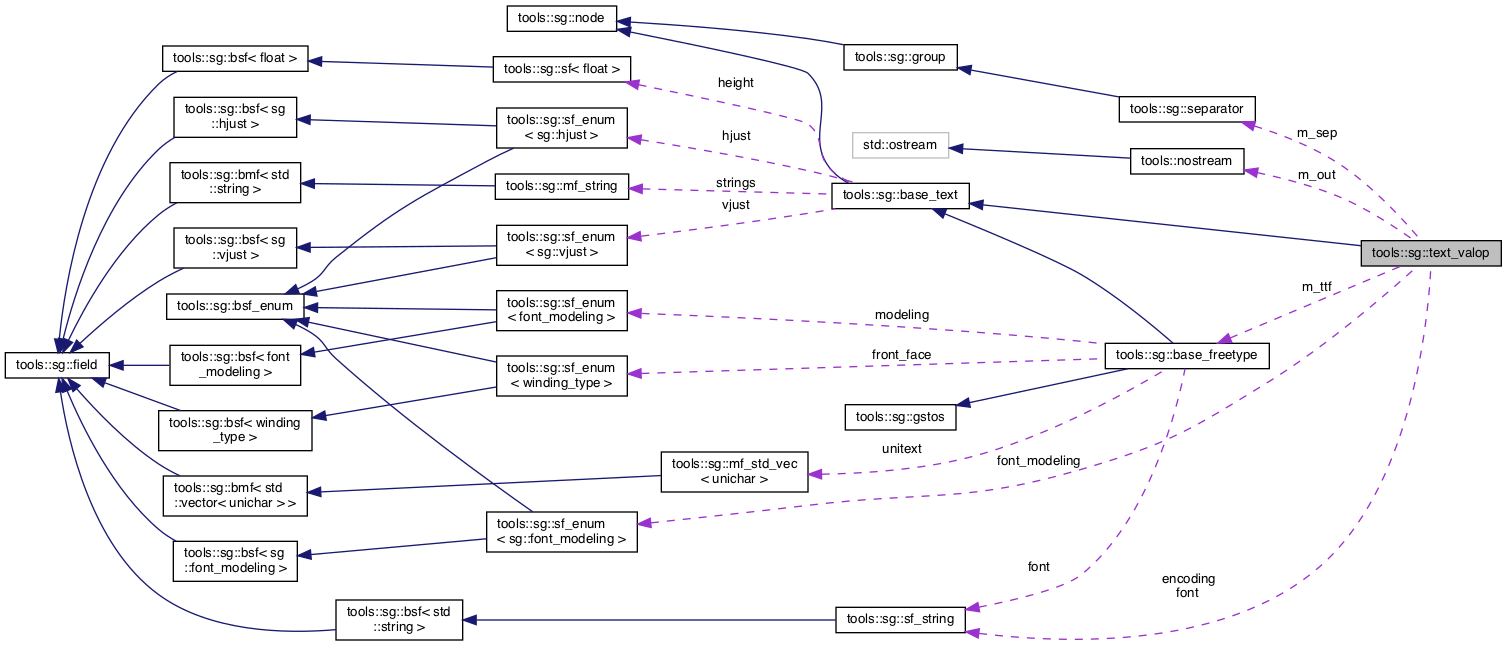 tools::sg::node
tools::sg::group
tools::sg::bsf< float >
tools::sg::sf< float >
height
tools::sg::separator
tools::sg::bsf< sg
::hjust >
tools::sg::sf_enum
< sg::hjust >
hjust
m_sep
std::ostream
tools::nostream
m_out
tools::sg::bmf< std
::string >
tools::sg::mf_string
strings
tools::sg::base_text
vjust
tools::sg::bsf< sg
::vjust >
tools::sg::sf_enum
< sg::vjust >
tools::sg::text_valop
tools::sg::bsf_enum
tools::sg::sf_enum
< font_modeling >
modeling
m_ttf
tools::sg::field
tools::sg::bsf< font
_modeling >
tools::sg::sf_enum
< winding_type >
front_face
tools::sg::base_freetype
tools::sg::bsf< winding
_type >
tools::sg::gstos
unitext
font_modeling
tools::sg::mf_std_vec
< unichar >
tools::sg::bmf< std
::vector< unichar > >
tools::sg::sf_enum
< sg::font_modeling >
tools::sg::bsf< sg
::font_modeling >
font
encoding
font
tools::sg::bsf< std
::string >
tools::sg::sf_string